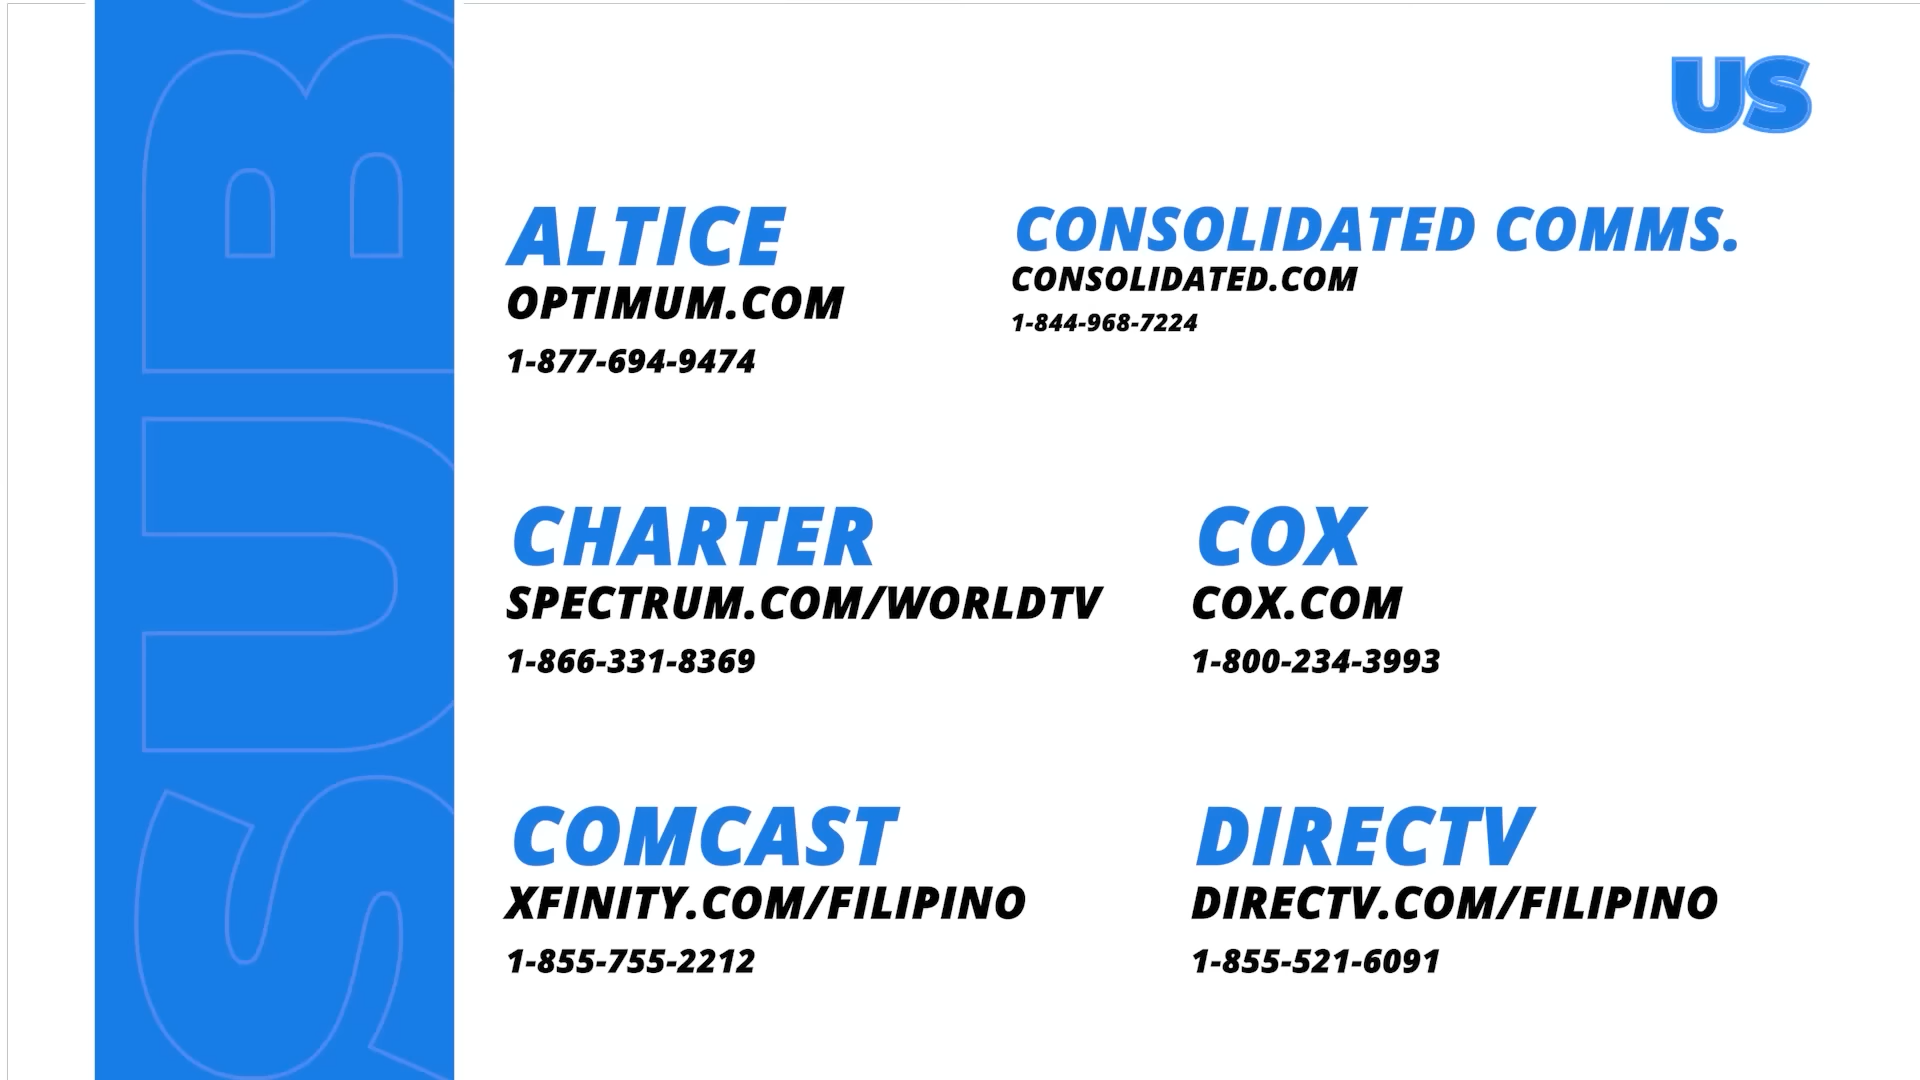 US
ALTICE
OPTIMUM.COM
1-877-694-9474
CONSOLIDATED COMMS.
CONSOLIDATED.COM
1-844-968-7224
CHARTER
SPECTRUM.COM/WORLDTV
1-866-331-8369
COX
COX.COM
1-800-234-3993
COMCAST
XFINITY.COM/FILIPINO
1-855-755-2212
DIRECTV
DIRECTV.COM/FILIPINO
1-855-521-6091
SUB